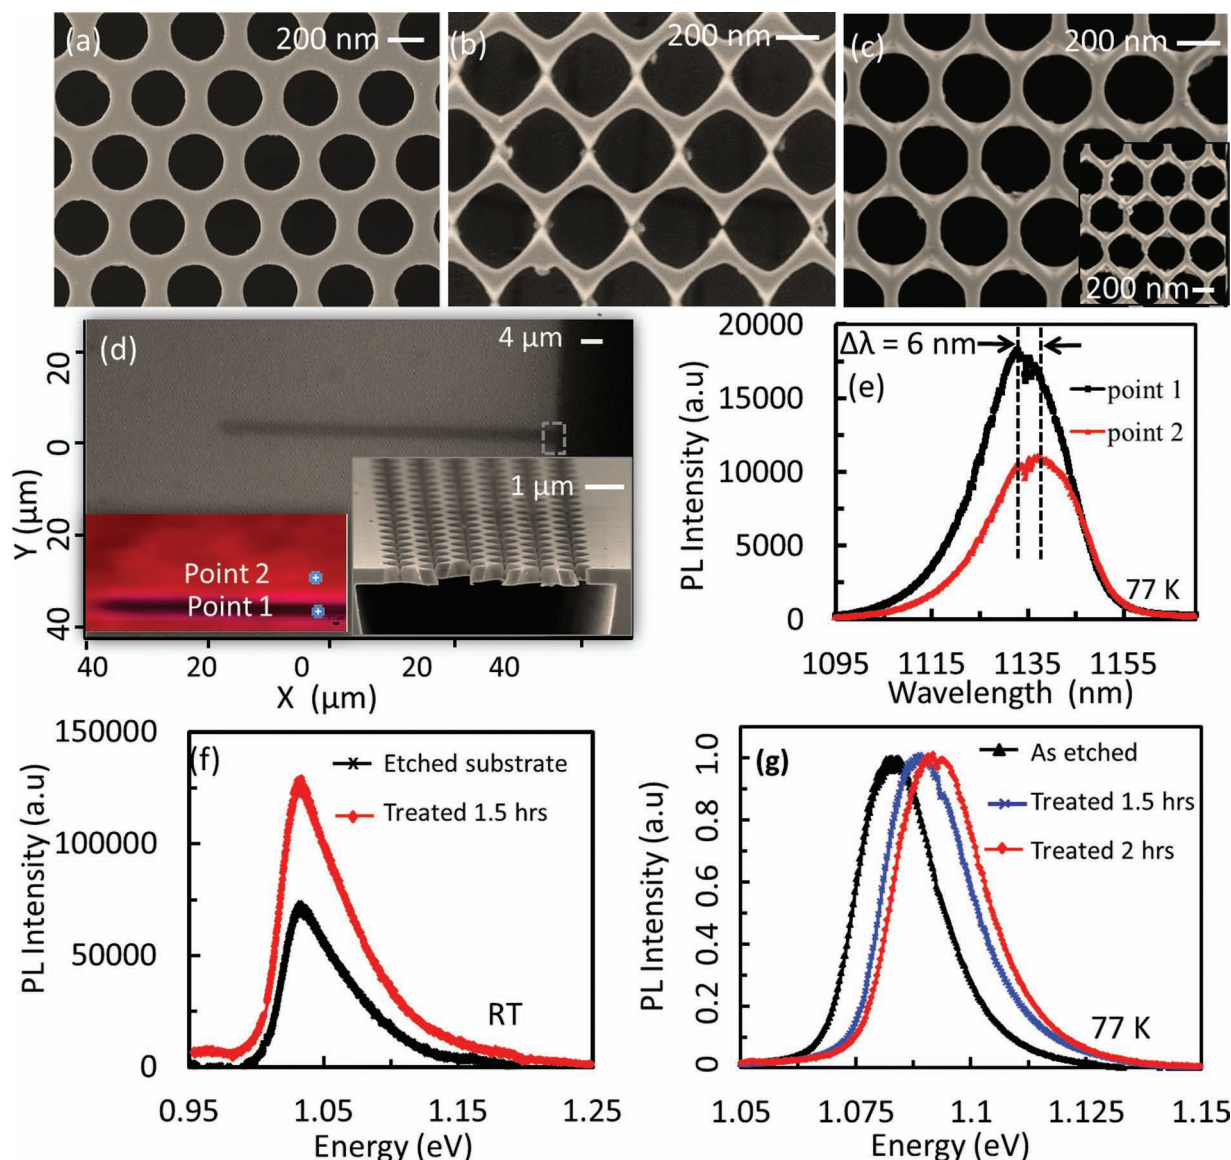 (a)
200 nm
(b)
200 nm
(c)
200 nm
200 nm
(d)
4 μm
1 μm
Point 2
Point 1
20
0
20
40
Y (μm)
40
20
0
20
40
X (μm)
20000
15000
10000
5000
0
PL Intensity (a.u)
Δλ = 6 nm
(e)
point 1
point 2
77 K
1095
1115
1135
1155
Wavelength (nm)
150000
100000
50000
0
PL Intensity (a.u)
(f)
Etched substrate
Treated 1.5 hrs
RT
0.95
1.05
1.15
1.25
Energy (eV)
1.0
0.8
0.6
0.4
0.2
0
PL Intensity (a.u)
(g)
As etched
Treated 1.5 hrs
Treated 2 hrs
77 K
1.05
1.075
1.1
1.125
1.15
Energy (eV)